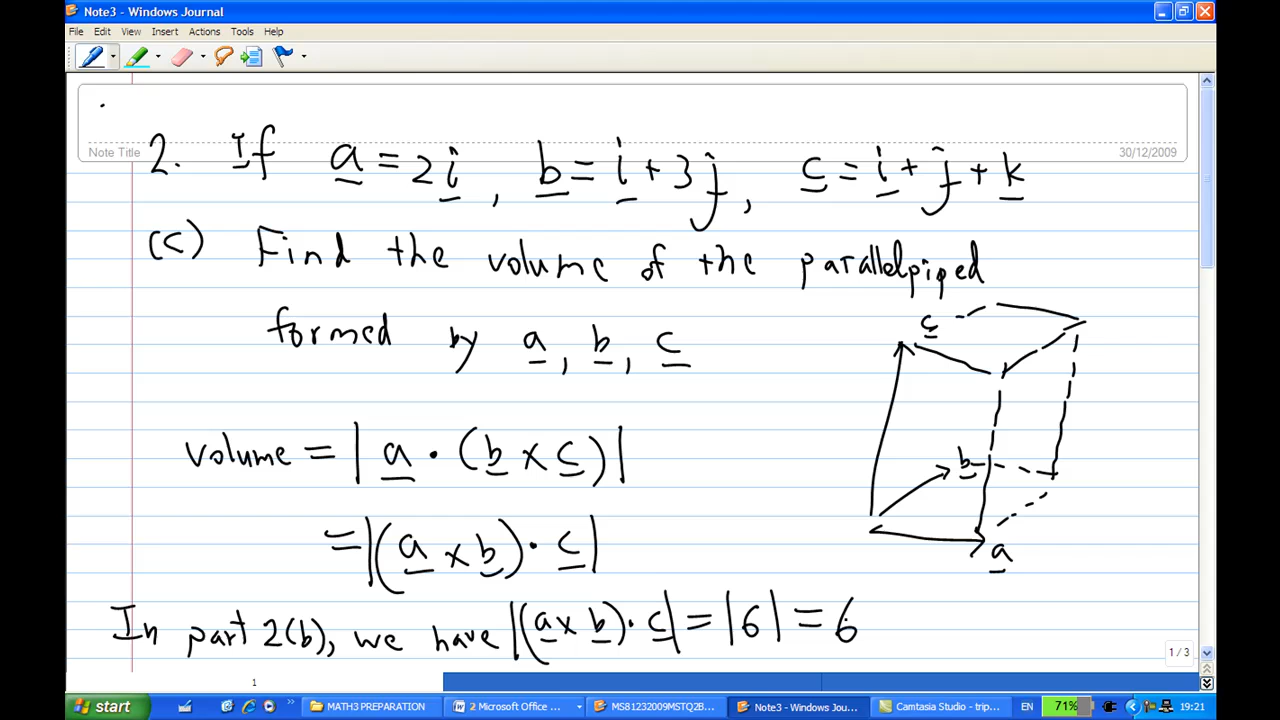 Note3 - Windows Journal
File Edit View Insert Actions Tools Help
2. If a = 2i, b = i + 3j, c = i + j + k
Note Title 30/12/2009
(c) Find the volume of the parallelpiped
formed by a, b, c
c
volume = | a · (b × c) |
b
= |(a × b) · c|
a
In part 2(b), we have |(a × b) · c| = |6| = 6
1 / 3
1
start MATH3 PREPARATION 2 Microsoft Office ... MS81232009MSTQ2B... Note3 - Windows Jou... Camtasia Studio - trip... EN 71% 19:21